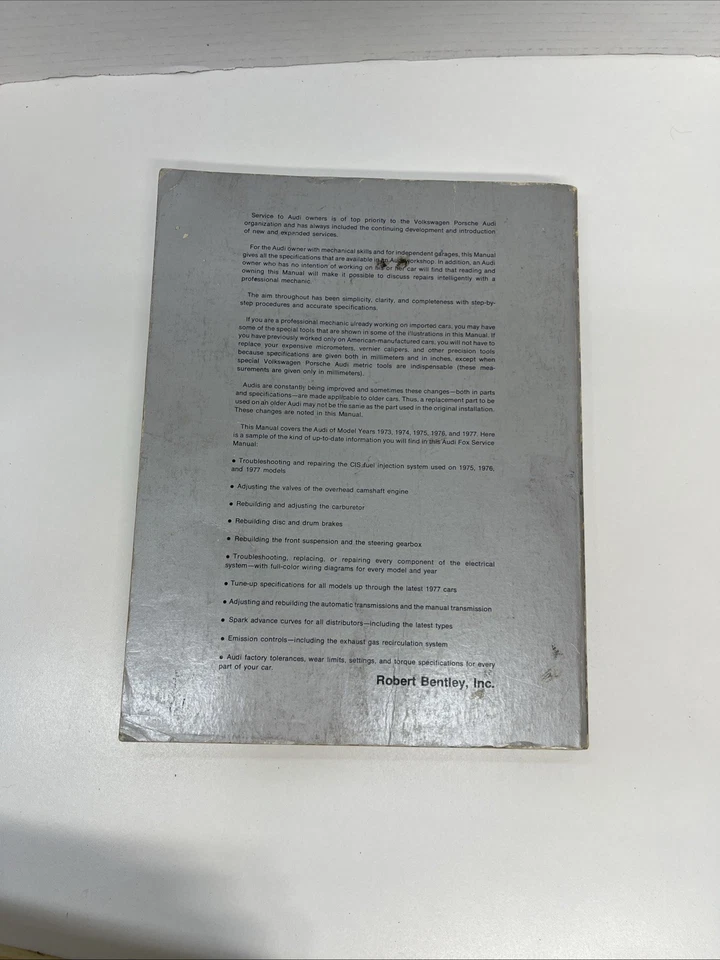 Service to Audi owners is of top priority to the Volkswagen Porsche Audi
organization and has always included the continuing development and introduction
of new and expanded services.
For the Audi owner with mechanical skills and for independent garages, this Manual
gives all the specifications that are available in an Audi workshop. In addition, an Audi
owner who has no intention of working on his or her car will find that reading and
owning this Manual will make it possible to discuss repairs intelligently with a
professional mechanic.
The aim throughout has been simplicity, clarity, and completeness with step-by-
step procedures and accurate specifications.
If you are a professional mechanic already working on imported cars, you may have
some of the special tools that are shown in some of the illustrations in this Manual. If
you have previously worked only on American-manufactured cars, you will not have to
replace your expensive micrometers, vernier calipers, and other precision tools
because specifications are given both in millimeters and in inches, except when
special Volkswagen Porsche Audi metric tools are indispensable (these mea-
surements are given only in millimeters).
Audis are constantly being improved and sometimes these changes—both in parts
and specifications—are made applicable to older cars. Thus, a replacement part to be
used on an older Audi may not be the same as the part used in the original installation.
These changes are noted in this Manual.
This Manual covers the Audi of Model Years 1973, 1974, 1975, 1976, and 1977. Here
is a sample of the kind of up-to-date information you will find in this Audi Fox Service
Manual:
• Troubleshooting and repairing the CIS fuel injection system used on 1975, 1976,
and 1977 models
• Adjusting the valves of the overhead camshaft engine
• Rebuilding and adjusting the carburetor
• Rebuilding disc and drum brakes
• Rebuilding the front suspension and the steering gearbox
• Troubleshooting, replacing, or repairing every component of the electrical
system—with full-color wiring diagrams for every model and year
• Tune-up specifications for all models up through the latest 1977 cars
• Adjusting and rebuilding the automatic transmissions and the manual transmission
• Spark advance curves for all distributors—including the latest types
• Emission controls—including the exhaust gas recirculation system
• Audi factory tolerances, wear limits, settings, and torque specifications for every
part of your car.
Robert Bentley, Inc.